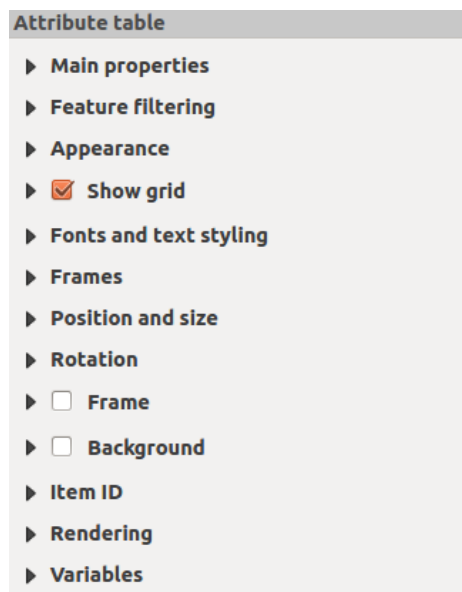 Attribute table
Main properties
Feature filtering
Appearance
Show grid
Fonts and text styling
Frames
Position and size
Rotation
Frame
Background
Item ID
Rendering
Variables